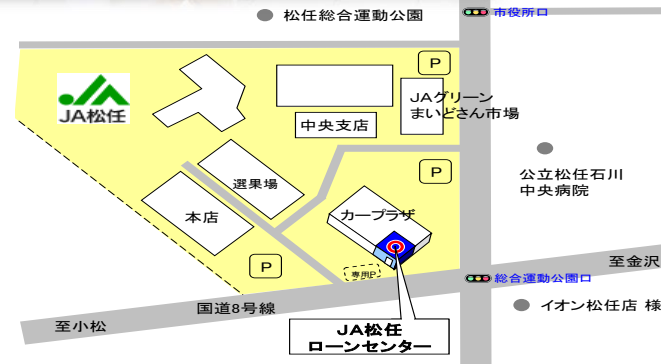 松任総合運動公園
市役所口
P
JA松任
JAグリーン
まいどさん市場
中央支店
公立松任石川
中央病院
P
選果場
本店
カープラザ
P
専用P
至金沢
総合運動公園口
国道8号線
イオン松任店 様
至小松
JA松任
ローンセンター